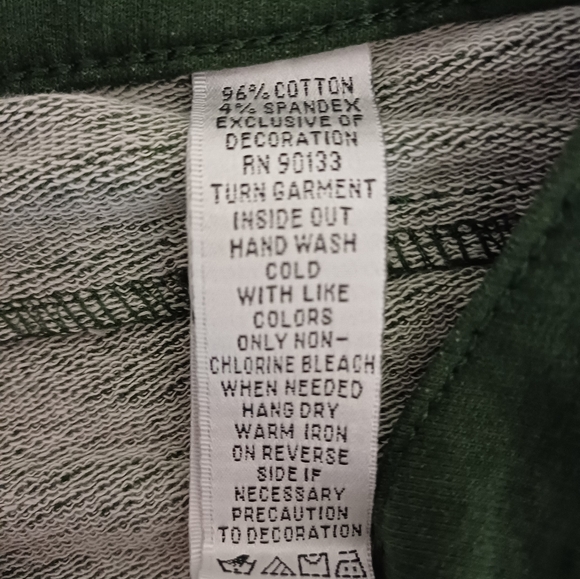 96% COTTON
4% SPANDEX
EXCLUSIVE OF
DECORATION
RN 90133
TURN GARMENT
INSIDE OUT
HAND WASH
COLD
WITH LIKE
COLORS
ONLY NON-
CHLORINE BLEACH
WHEN NEEDED
HANG DRY
WARM IRON
ON REVERSE
SIDE IF
NECESSARY
PRECAUTION
TO DECORATION